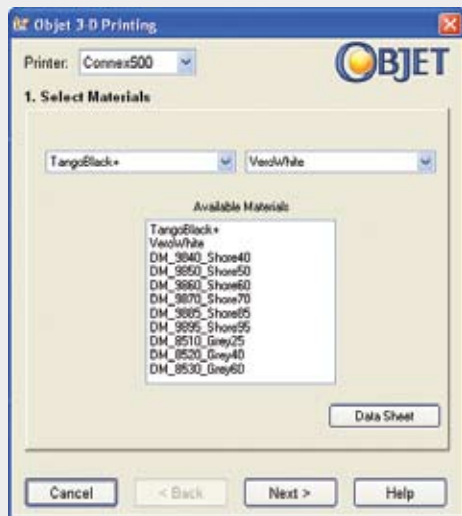 Objet 3-D Printing
Printer: Connex500
OBJET
1. Select Materials
TangoBlack+ VeroWhite
Available Materials
TangoBlack+
VeroWhite
DM_9840_Shore40
DM_9850_Shore50
DM_9860_Shore60
DM_9870_Shore70
DM_9885_Shore85
DM_9895_Shore95
DM_8510_Grey25
DM_8520_Grey40
DM_8530_Grey60
Data Sheet
Cancel < Back Next > Help